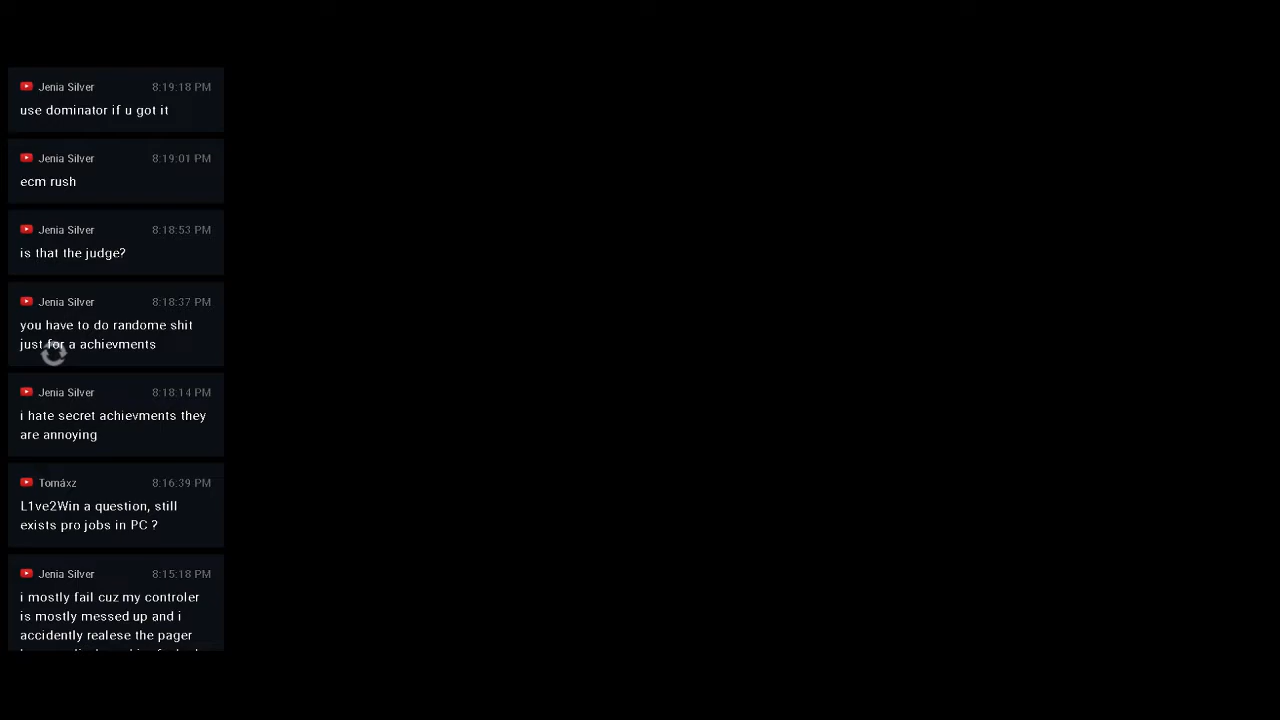 Jenia Silver 8:19:18 PM
use dominator if u got it
Jenia Silver 8:19:01 PM
ecm rush
Jenia Silver 8:18:53 PM
is that the judge?
Jenia Silver 8:18:37 PM
you have to do randome shit
just for a achievments
Jenia Silver 8:18:14 PM
i hate secret achievments they
are annoying
Tomáxz 8:16:39 PM
L1ve2Win a question, still
exists pro jobs in PC ?
Jenia Silver 8:15:18 PM
i mostly fail cuz my controler
is mostly messed up and i
accidently realese the pager